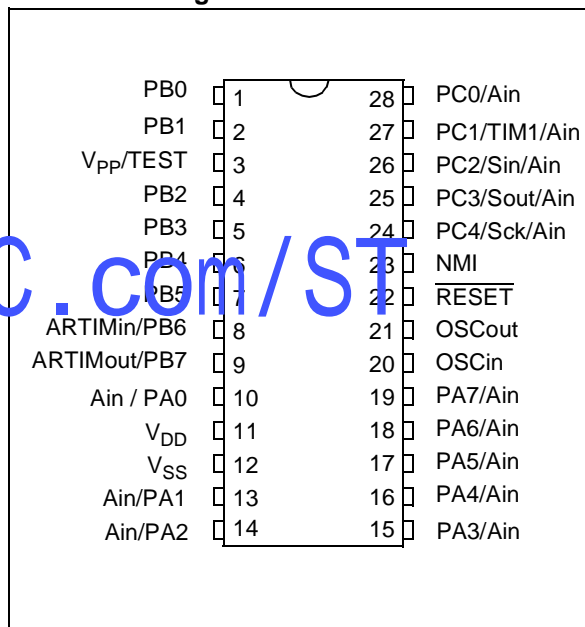 PB0 1 28 PC0/Ain
PB1 2 27 PC1/TIM1/Ain
VPP/TEST 3 26 PC2/Sin/Ain
PB2 4 25 PC3/Sout/Ain
PB3 5 24 PC4/Sck/Ain
PB4 6 23 NMI
C.com/ST
PB5 7 22 RESET
ARTIMin/PB6 8 21 OSCout
ARTIMout/PB7 9 20 OSCin
Ain / PA0 10 19 PA7/Ain
VDD 11 18 PA6/Ain
VSS 12 17 PA5/Ain
Ain/PA1 13 16 PA4/Ain
Ain/PA2 14 15 PA3/Ain